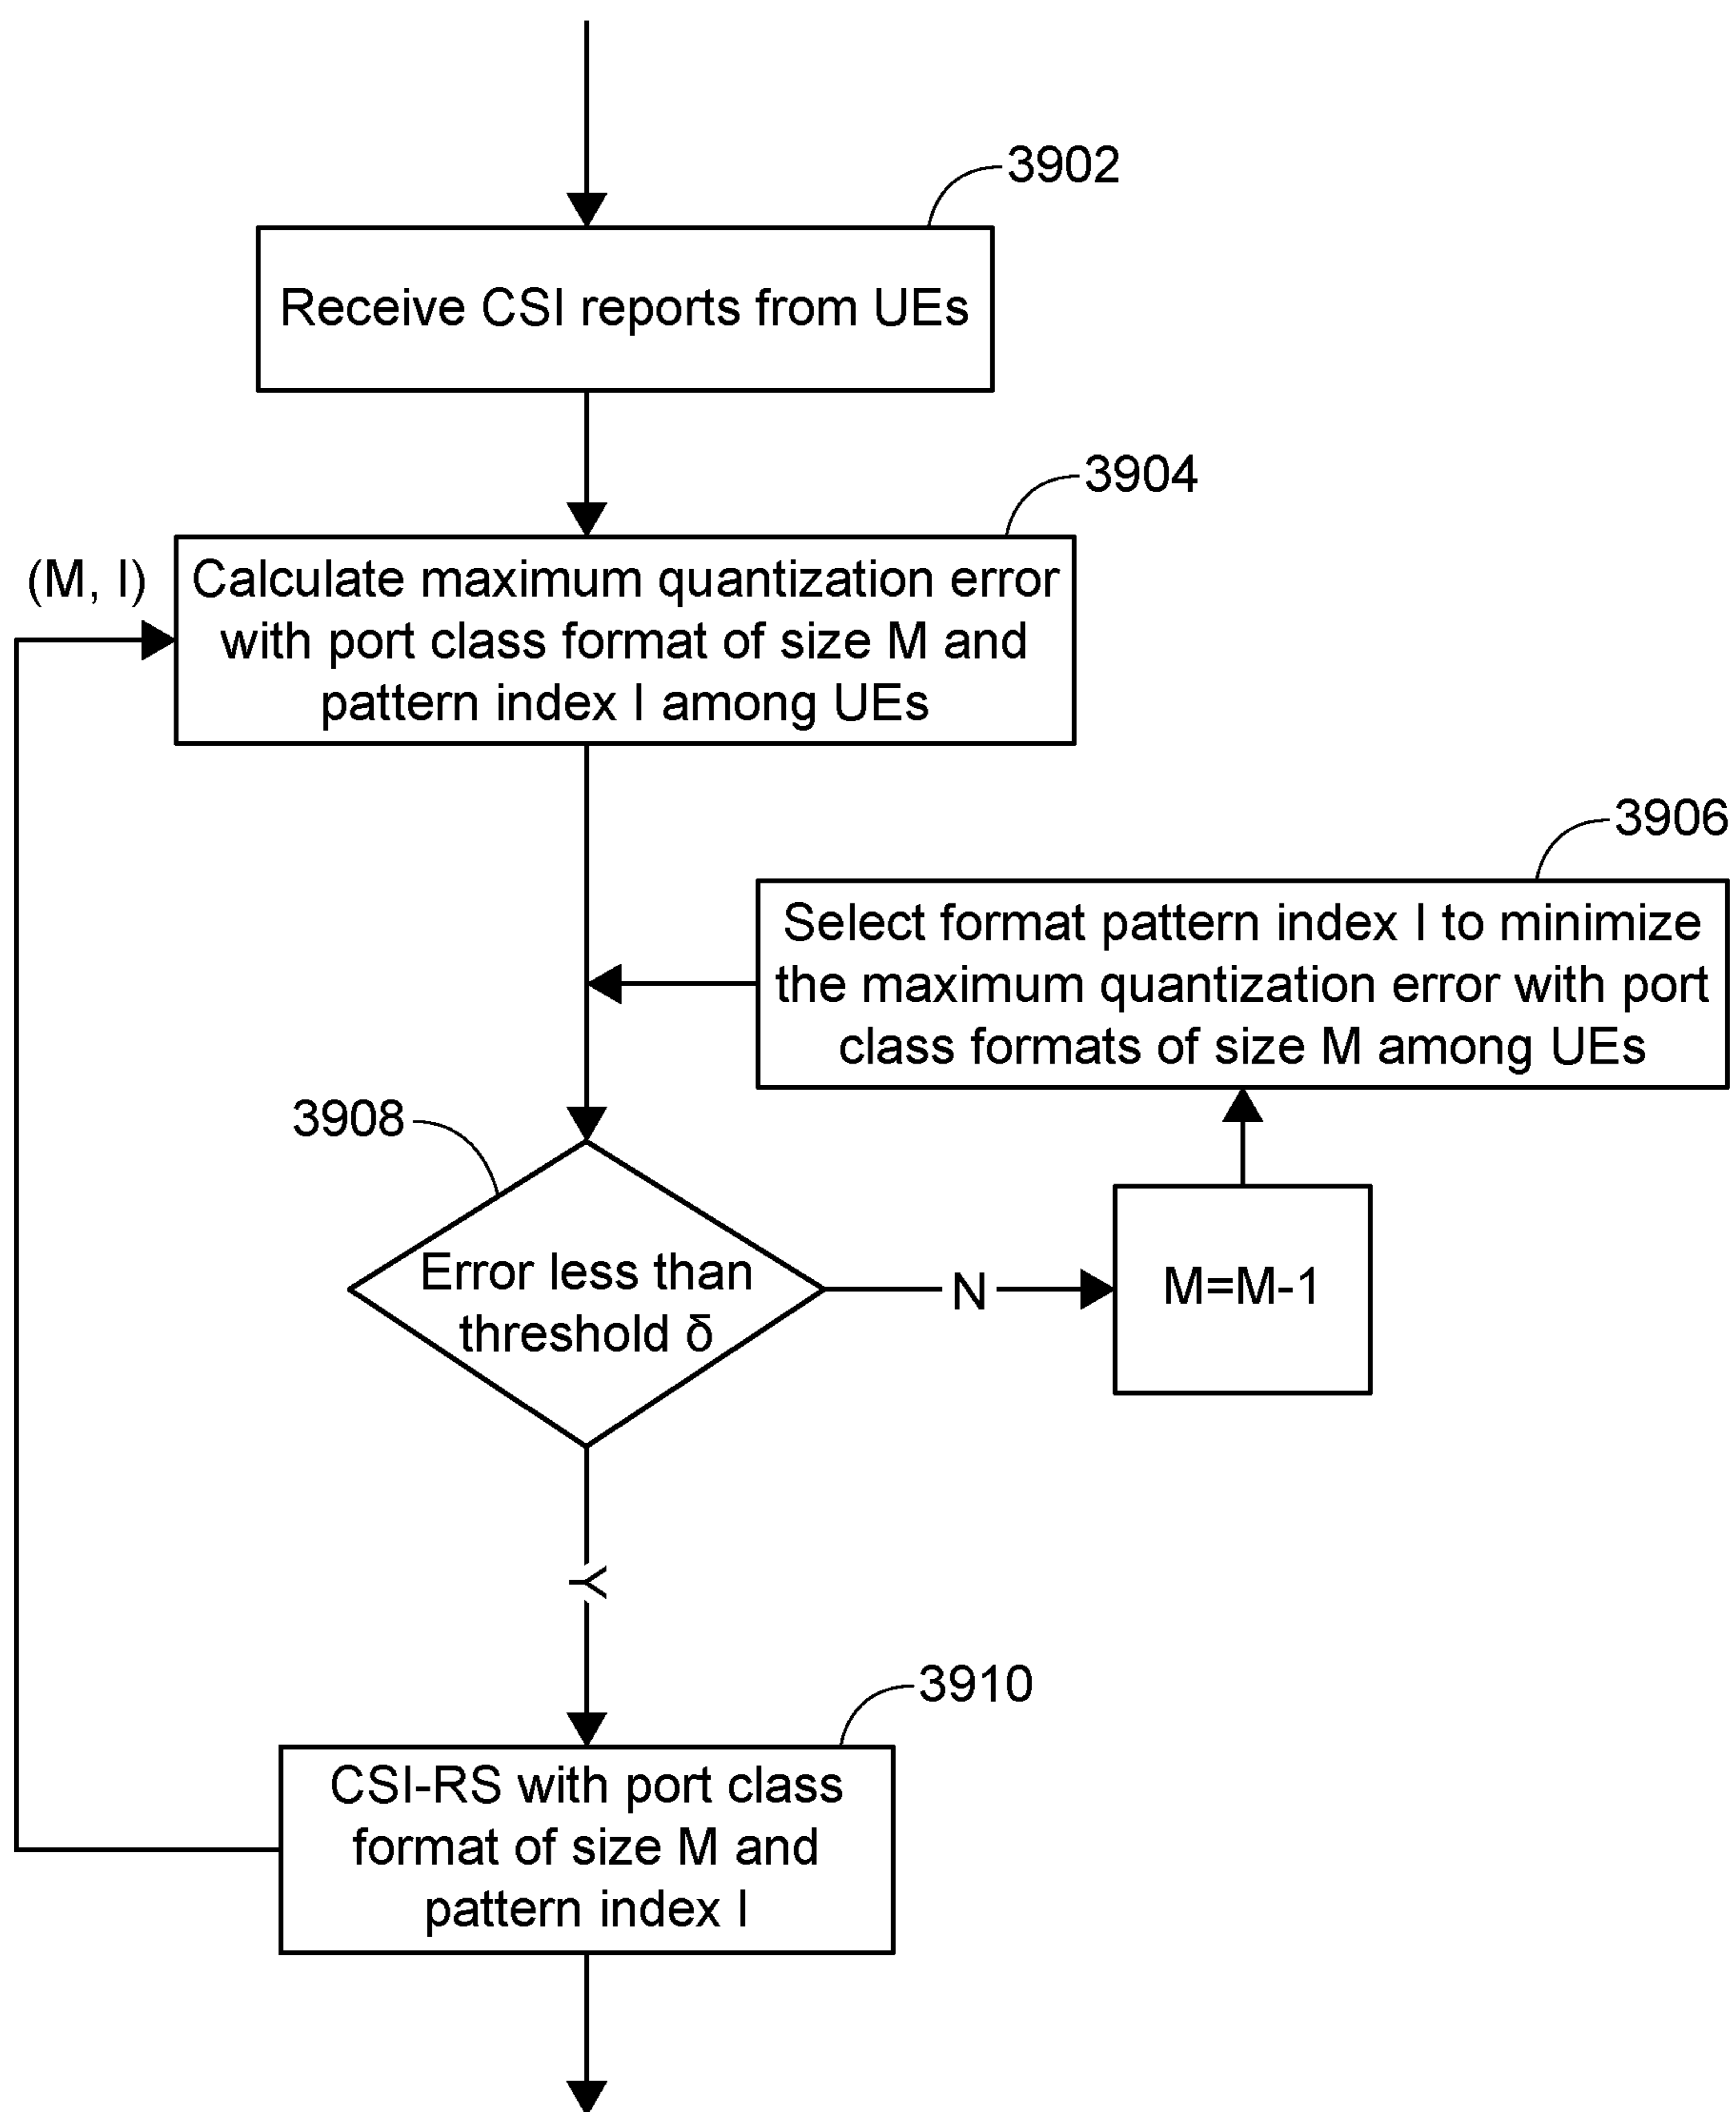 3902
Receive CSI reports from UEs
3904
(M, I)
Calculate maximum quantization error
with port class format of size M and
pattern index I among UEs
3906
Select format pattern index I to minimize
the maximum quantization error with port
class formats of size M among UEs
3908
Error less than
threshold δ
N
M=M-1
Y
3910
CSI-RS with port class
format of size M and
pattern index I